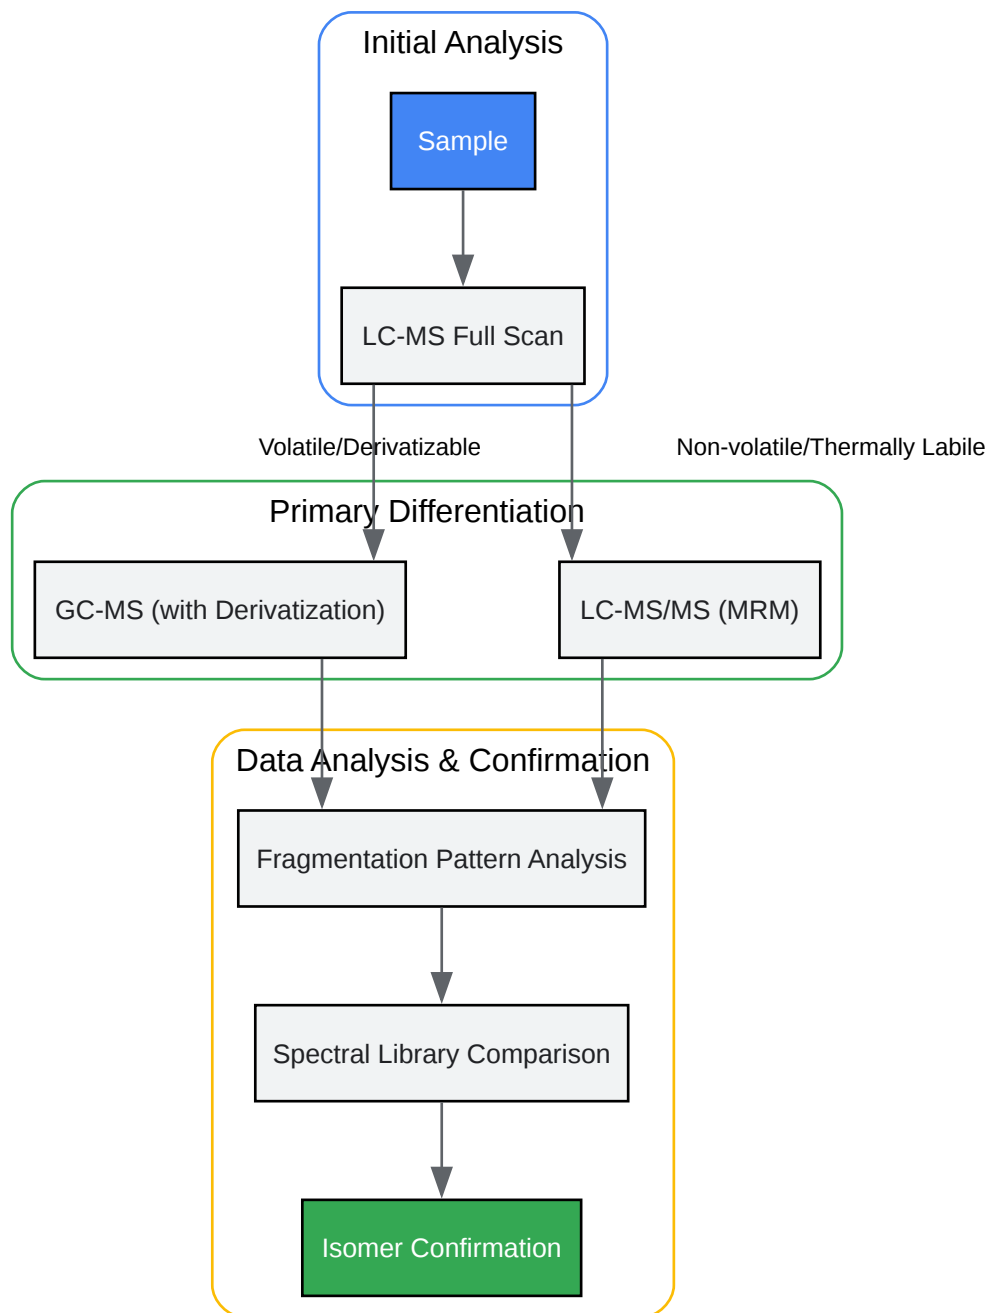 Initial Analysis
Sample
LC-MS Full Scan
Volatile/Derivatizable
Non-volatile/Thermally Labile
Primary Differentiation
GC-MS (with Derivatization)
LC-MS/MS (MRM)
Data Analysis & Confirmation
Fragmentation Pattern Analysis
Spectral Library Comparison
Isomer Confirmation